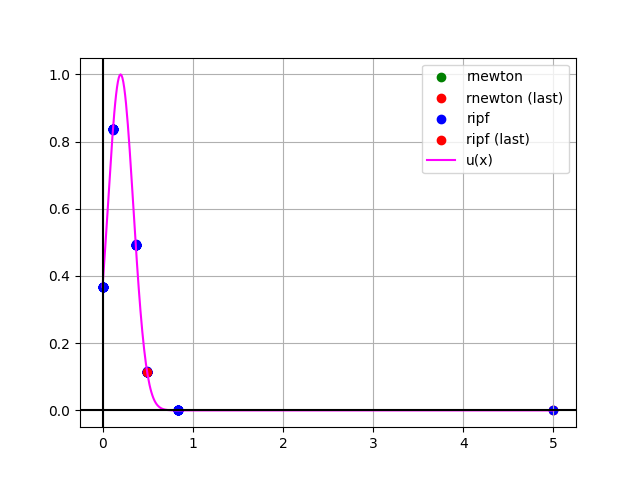 1.0
0.8
0.6
0.4
0.2
0.0
0 1 2 3 4 5
rnewton
rnewton (last)
ripf
ripf (last)
u(x)